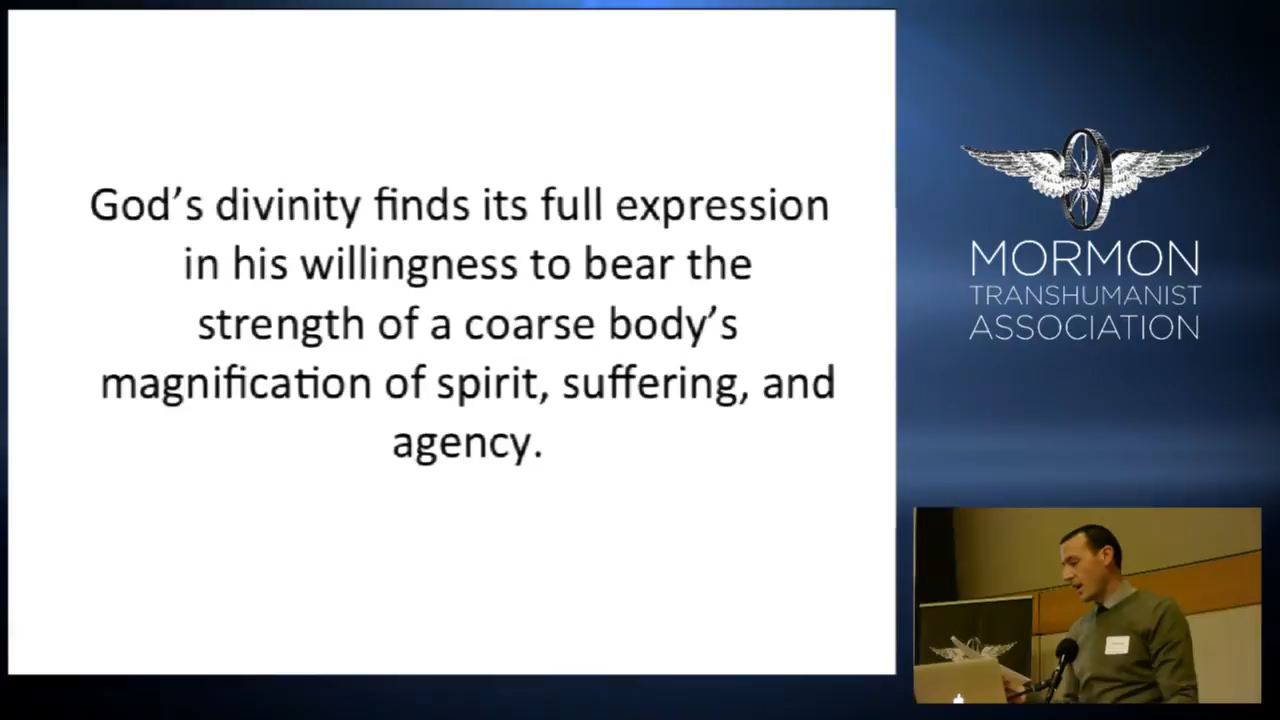 God's divinity finds its full expression
in his willingness to bear the
strength of a coarse body's
magnification of spirit, suffering, and
agency.
MORMON
TRANSHUMANIST
ASSOCIATION